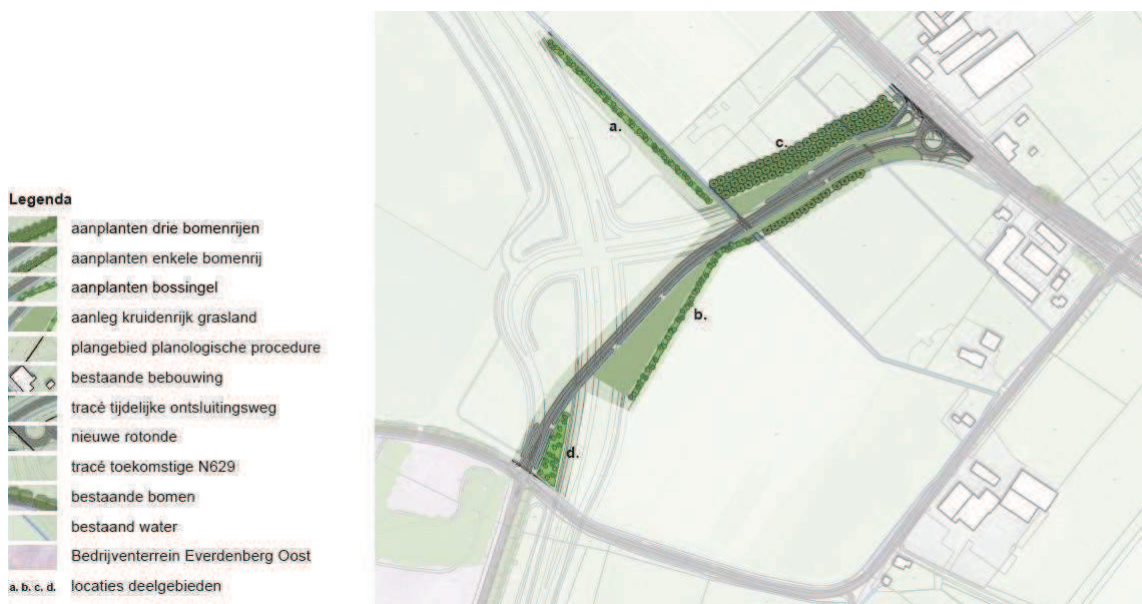 Legenda
aanplanten drie bomenrijen
aanplanten enkele bomenrij
aanplanten bossingel
aanleg kruidenrijk grasland
plangebied planologische procedure
bestaande bebouwing
tracé tijdelijke ontsluitingsweg
nieuwe rotonde
tracé toekomstige N629
bestaande bomen
bestaand water
Bedrijventerrein Everdenberg Oost
a. b. c. d. locaties deelgebieden
a.
c.
b.
d.